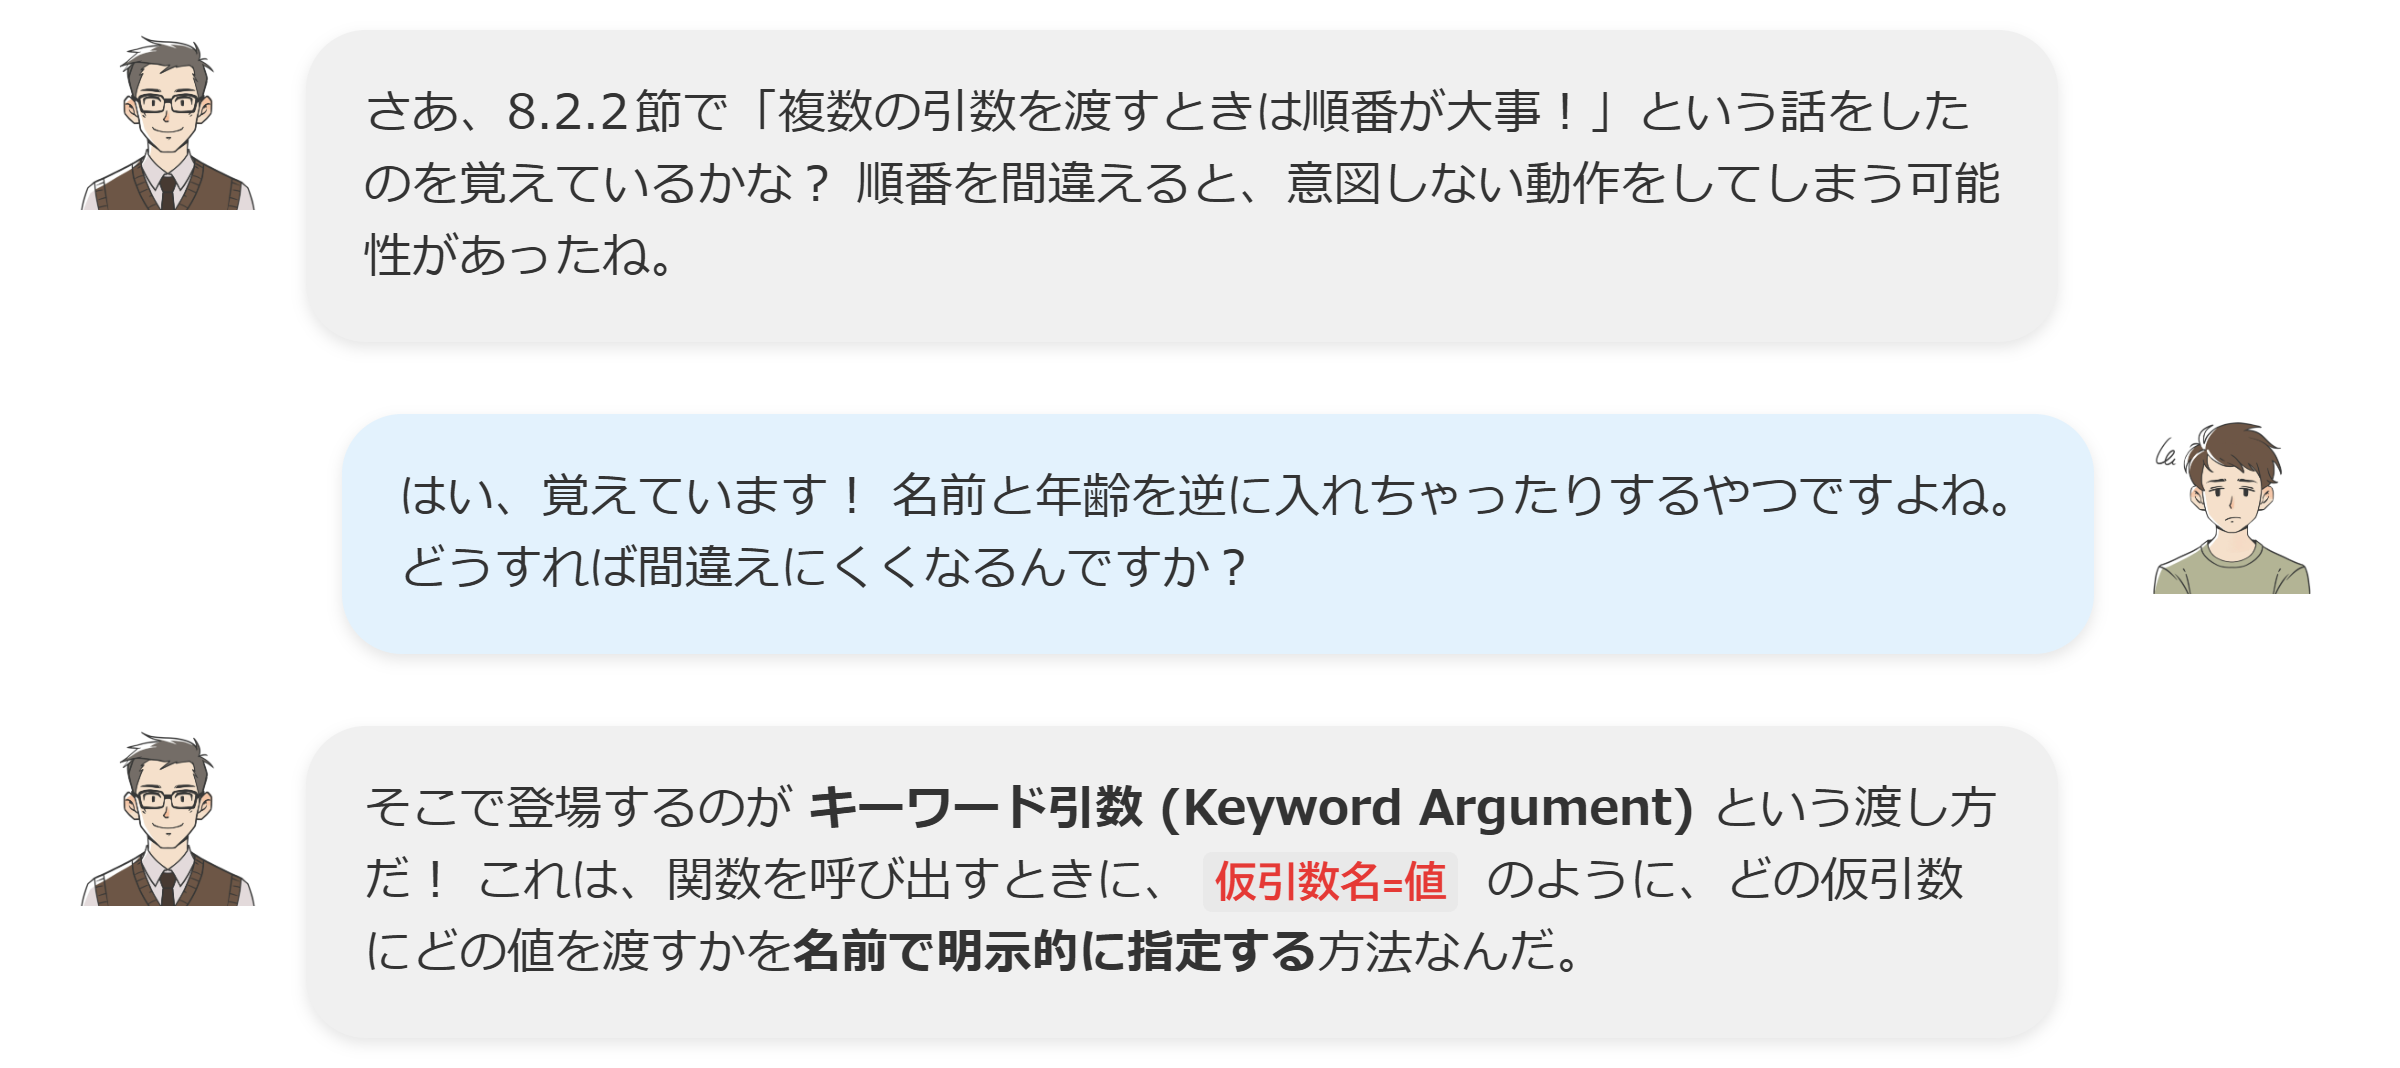 さあ、8.2.2節で「複数の引数を渡すときは順番が大事！」という話をした
のを覚えているかな？ 順番を間違えると、意図しない動作をしてしまう可能
性があったね。
はい、覚えています！ 名前と年齢を逆に入れちゃったりするやつですよね。
どうすれば間違えにくくなるんですか？
そこで登場するのが キーワード引数 (Keyword Argument) という渡し方
だ！ これは、関数を呼び出すときに、 仮引数名=値 のように、どの仮引数
にどの値を渡すかを名前で明示的に指定する方法なんだ。